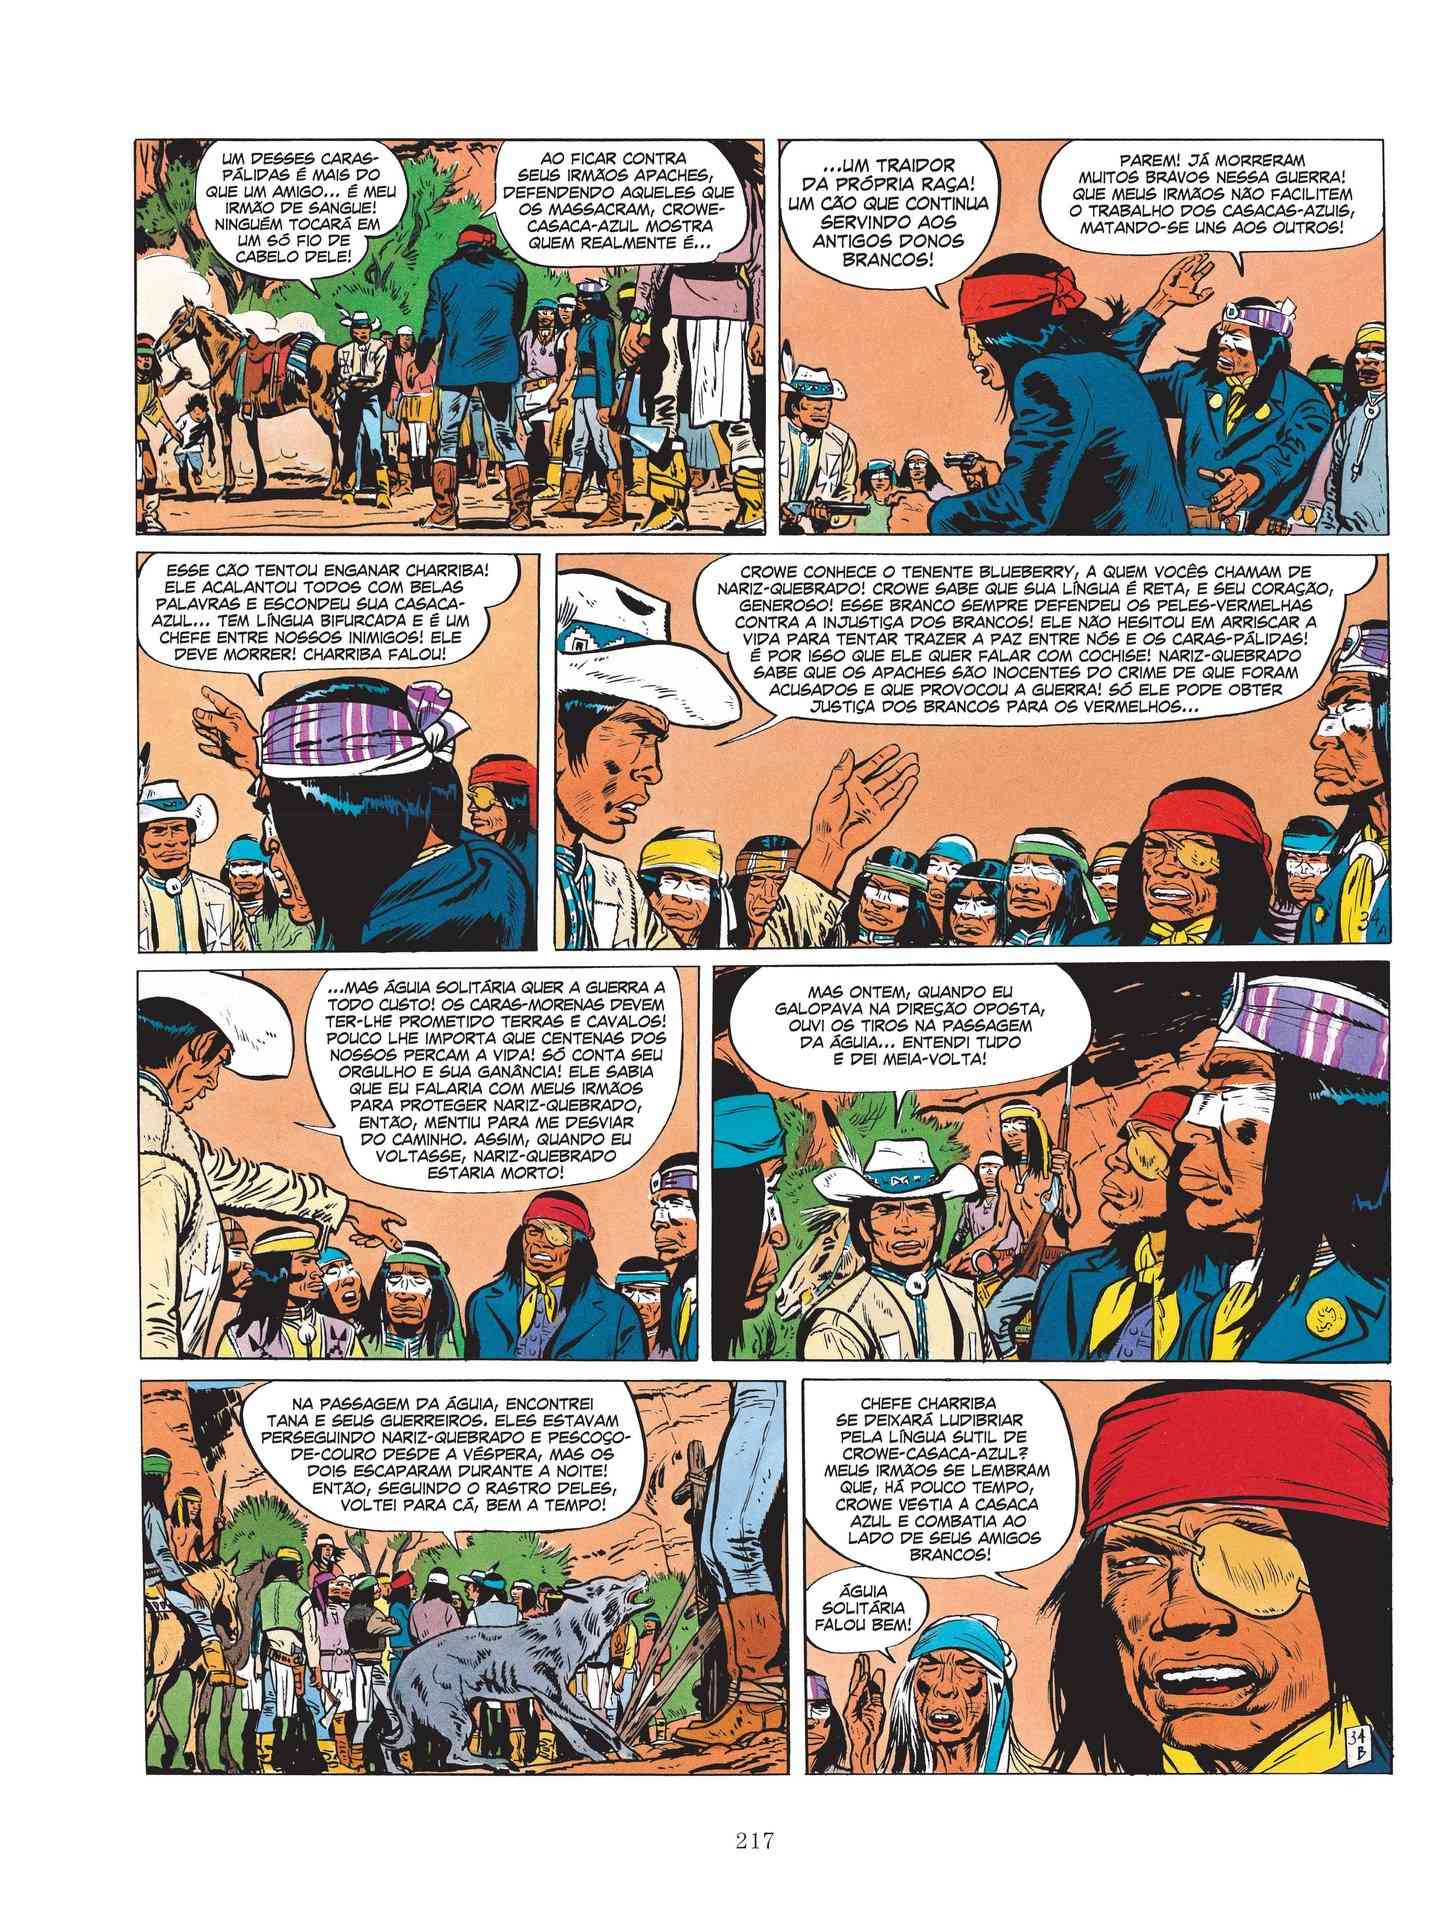 UM DESSES CARAS-
PÁLIDAS É MAIS DO
QUE UM AMIGO... É MEU
IRMÃO DE SANGUE!
NINGUÉM TOCARÁ EM
UM SÓ FIO DE
CABELO DELE!
AO FICAR CONTRA
SEUS IRMÃOS APACHES,
DEFENDENDO AQUELES QUE
OS MASSACRAM, CROWE-
CASACA-AZUL MOSTRA
QUEM REALMENTE É...
...UM TRAIDOR
DA PRÓPRIA RAÇA!
UM CÃO QUE CONTINUA
SERVINDO AOS
ANTIGOS DONOS
BRANCOS!
PAREM! JÁ MORRERAM
MUITOS BRAVOS NESSA GUERRA!
QUE MEUS IRMÃOS NÃO FACILITEM
O TRABALHO DOS CASACAS-AZUIS,
MATANDO-SE UNS AOS OUTROS!
ESSE CÃO TENTOU ENGANAR CHARRIBA!
ELE ACALANTOU TODOS COM BELAS
PALAVRAS E ESCONDEU SUA CASACA-
AZUL... TEM LÍNGUA BIFURCADA E É UM
CHEFE ENTRE NOSSOS INIMIGOS! ELE
DEVE MORRER! CHARRIBA FALOU!
CROWE CONHECE O TENENTE BLUEBERRY, A QUEM VOCÊS CHAMAM DE
NARIZ-QUEBRADO! CROWE SABE QUE SUA LÍNGUA É RETA, E SEU CORAÇÃO,
GENEROSO! ESSE BRANCO SEMPRE DEFENDEU OS PELES-VERMELHAS
CONTRA A INJUSTIÇA DOS BRANCOS! ELE NÃO HESITOU EM ARRISCAR A
VIDA PARA TENTAR TRAZER A PAZ ENTRE NÓS E OS CARAS-PÁLIDAS!
É POR ISSO QUE ELE QUER FALAR COM COCHISE! NARIZ-QUEBRADO
SABE QUE OS APACHES SÃO INOCENTES DO CRIME DE QUE FORAM
ACUSADOS E QUE PROVOCOU A GUERRA! SÓ ELE PODE OBTER
JUSTIÇA DOS BRANCOS PARA OS VERMELHOS...
34
A
...MAS ÁGUIA SOLITÁRIA QUER A GUERRA A
TODO CUSTO! OS CARAS-MORENAS DEVEM
TER-LHE PROMETIDO TERRAS E CAVALOS!
POUCO LHE IMPORTA QUE CENTENAS DOS
NOSSOS PERCAM A VIDA! SÓ CONTA SEU
ORGULHO E SUA GANÂNCIA! ELE SABIA
QUE EU FALARIA COM MEUS IRMÃOS
PARA PROTEGER NARIZ-QUEBRADO,
ENTÃO, MENTIU PARA ME DESVIAR
DO CAMINHO. ASSIM, QUANDO EU
VOLTASSE, NARIZ-QUEBRADO
ESTARIA MORTO!
MAS ONTEM, QUANDO EU
GALOPAVA NA DIREÇÃO OPOSTA,
OUVI OS TIROS NA PASSAGEM
DA ÁGUIA... ENTENDI TUDO
E DEI MEIA-VOLTA!
NA PASSAGEM DA ÁGUIA, ENCONTREI
TANA E SEUS GUERREIROS. ELES ESTAVAM
PERSEGUINDO NARIZ-QUEBRADO E PESCOÇO-
DE-COURO DESDE A VÉSPERA, MAS OS
DOIS ESCAPARAM DURANTE A NOITE!
ENTÃO, SEGUINDO O RASTRO DELES,
VOLTEI PARA CÁ, BEM A TEMPO!
CHEFE CHARRIBA
SE DEIXARÁ LUDIBRIAR
PELA LÍNGUA SUTIL DE
CROWE-CASACA-AZUL?
MEUS IRMÃOS SE LEMBRAM
QUE, HÁ POUCO TEMPO,
CROWE VESTIA A CASACA
AZUL E COMBATIA AO
LADO DE SEUS AMIGOS
BRANCOS!
ÁGUIA
SOLITÁRIA
FALOU BEM!
34
B
217